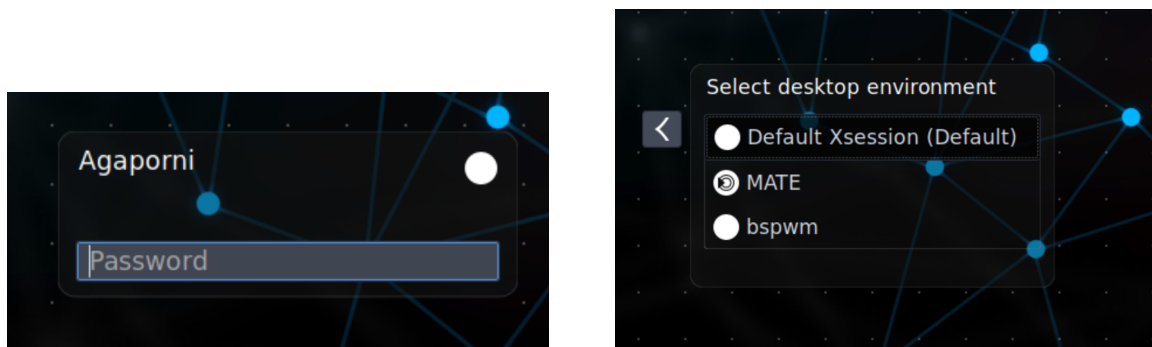 Agaporni
Password
Select desktop environment
Default Xsession (Default)
MATE
bspwm